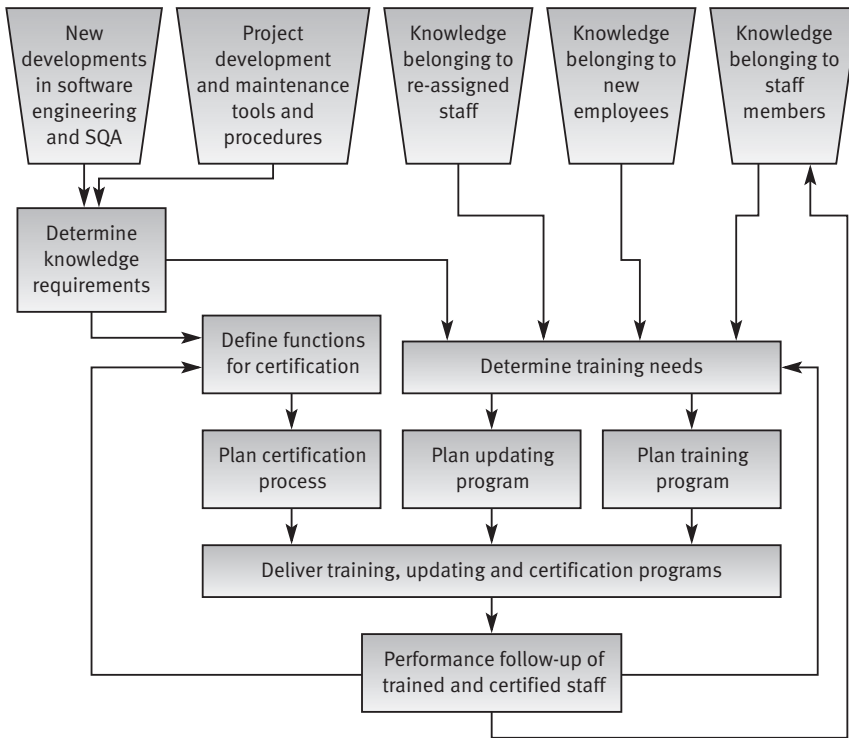 New
developments
in software
engineering
and SQA
Project
development
and maintenance
tools and
procedures
Knowledge
belonging to
re-assigned
staff
Knowledge
belonging to
new
employees
Knowledge
belonging to
staff
members
Determine
knowledge
requirements
Define functions
for certification
Determine training needs
Plan certification
process
Plan updating
program
Plan training
program
Deliver training, updating and certification programs
Performance follow-up of
trained and certified staff